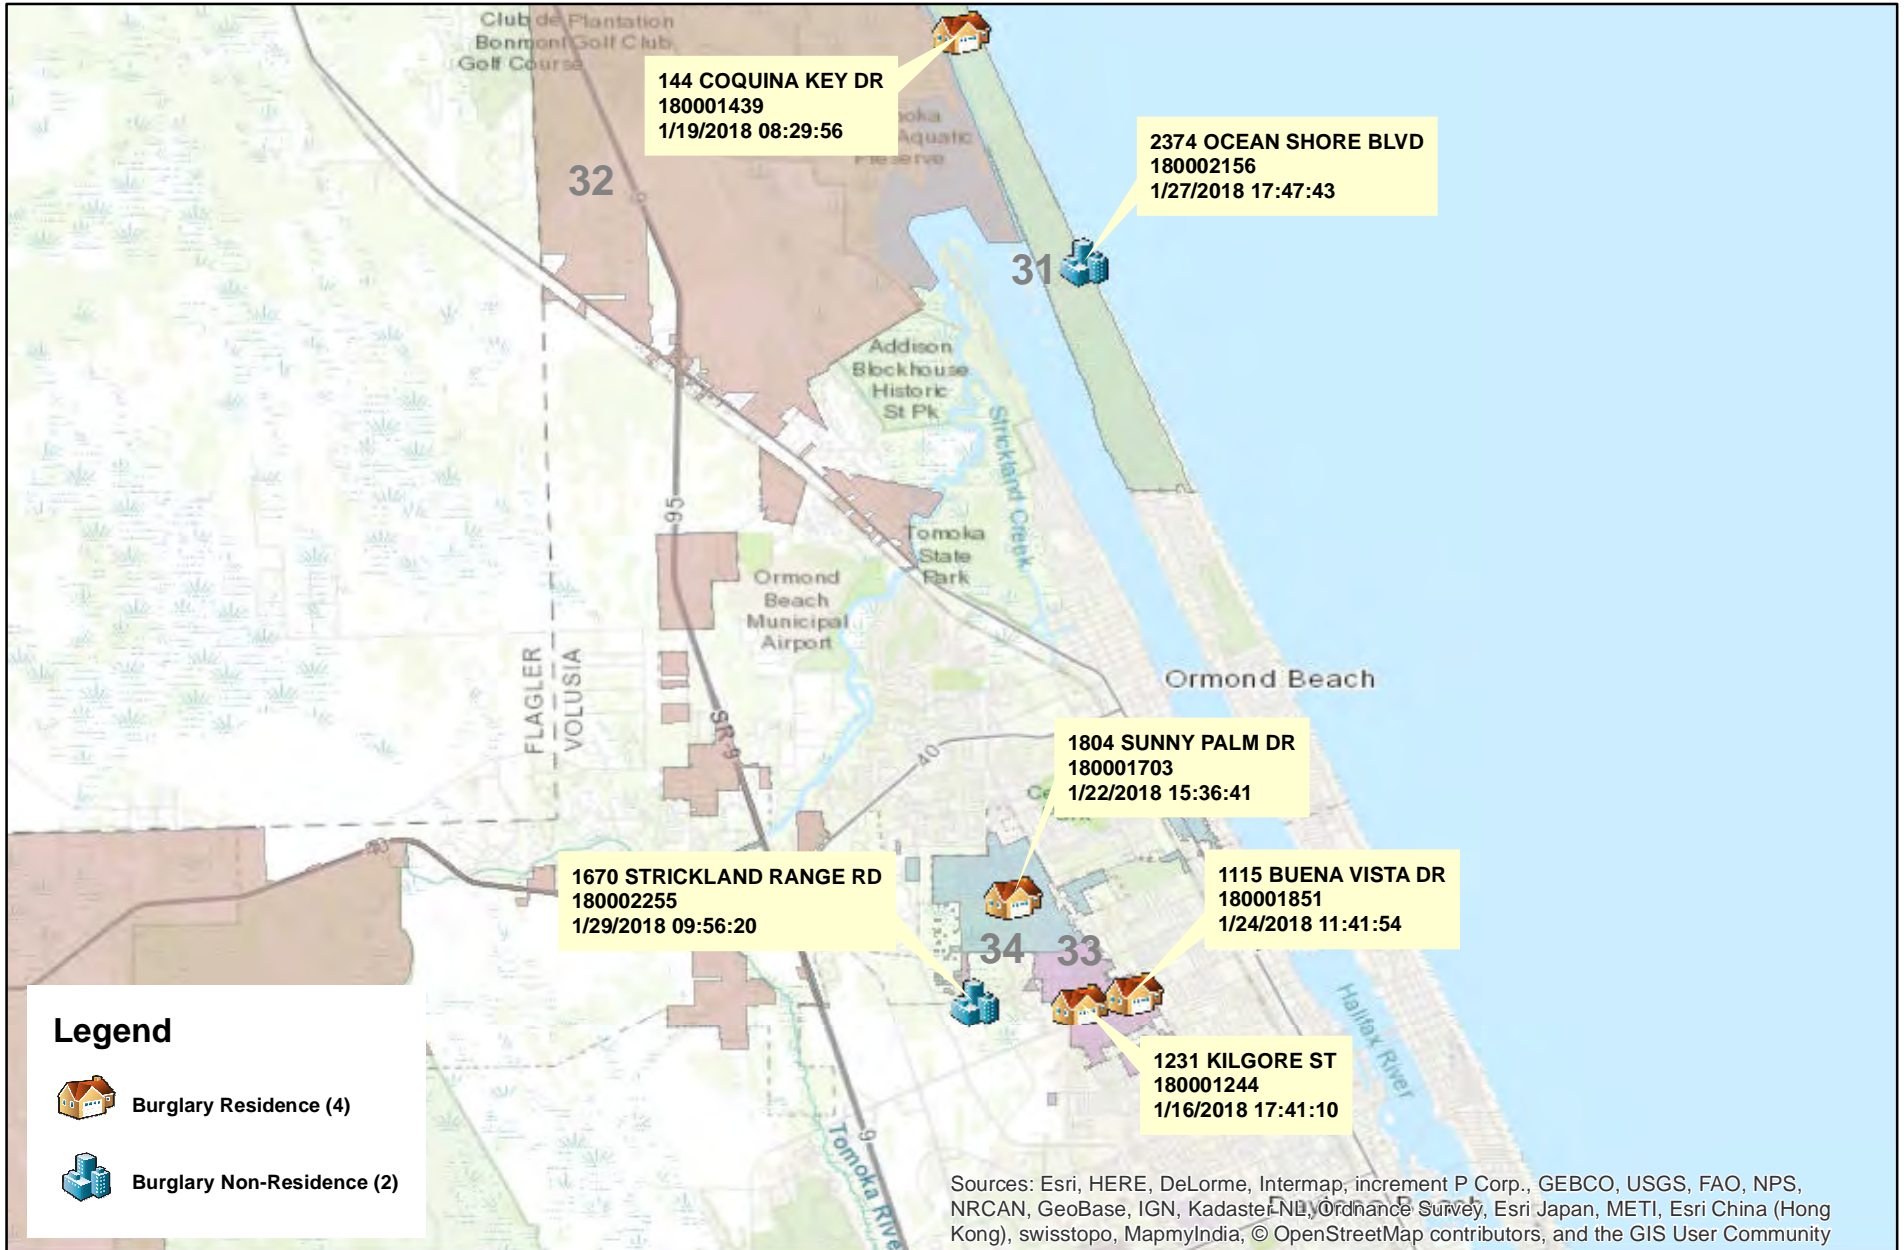 Club de Plantation
Bonmont Golf Club
Golf Course
144 COQUINA KEY DR
180001439
1/19/2018 08:29:56
Aquatic
Preserve
2374 OCEAN SHORE BLVD
180002156
1/27/2018 17:47:43
32
31
Addison
Blockhouse
Historic
St Pk
Strickland Creek
95
Tomoka
State
Park
Ormond
Beach
Municipal
Airport
FLAGLER
VOLUSIA
SR 9
Ormond Beach
40
1804 SUNNY PALM DR
180001703
1/22/2018 15:36:41
1670 STRICKLAND RANGE RD
180002255
1/29/2018 09:56:20
1115 BUENA VISTA DR
180001851
1/24/2018 11:41:54
34
33
Halifax River
1231 KILGORE ST
180001244
1/16/2018 17:41:10
9
Tomoka River
Legend
Burglary Residence (4)
Burglary Non-Residence (2)
Daytona Beach
Sources: Esri, HERE, DeLorme, Intermap, increment P Corp., GEBCO, USGS, FAO, NPS,
NRCAN, GeoBase, IGN, Kadaster NL, Ordnance Survey, Esri Japan, METI, Esri China (Hong
Kong), swisstopo, MapmyIndia, © OpenStreetMap contributors, and the GIS User Community